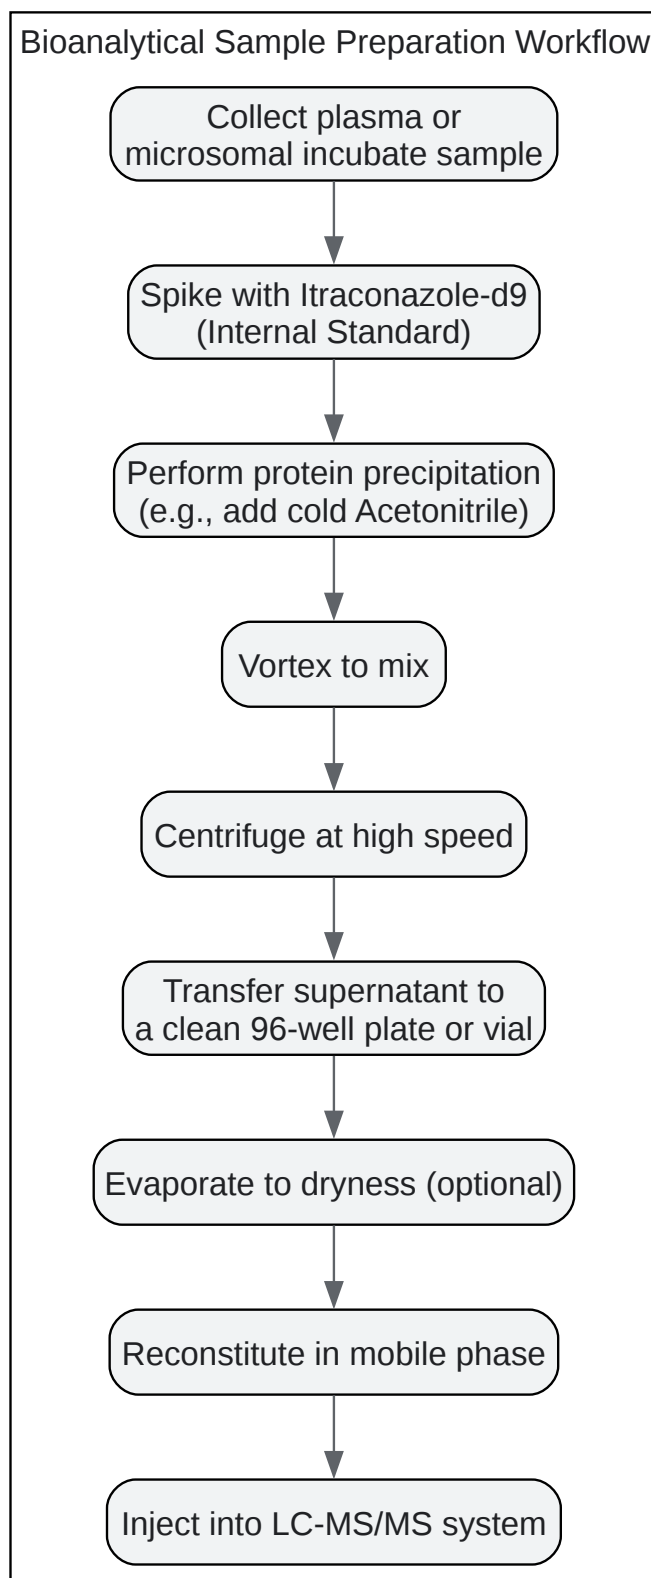 Bioanalytical Sample Preparation Workflow
Collect plasma or
microsomal incubate sample
Spike with Itraconazole-d9
(Internal Standard)
Perform protein precipitation
(e.g., add cold Acetonitrile)
Vortex to mix
Centrifuge at high speed
Transfer supernatant to
a clean 96-well plate or vial
Evaporate to dryness (optional)
Reconstitute in mobile phase
Inject into LC-MS/MS system